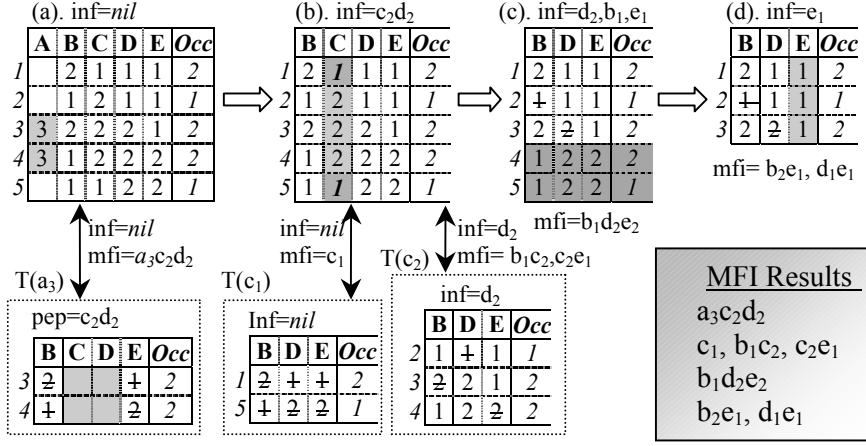 (a). inf=nil
A B C D E Occ
1 2 1 1 1 2
2 1 2 1 1 1
3 3 2 2 2 1 2
4 3 1 2 2 2 2
5 1 1 2 2 1
(b). inf=c2d2
B C D E Occ
1 2 1 1 1 2
2 1 2 1 1 1
3 2 2 2 1 2
4 1 2 2 2 2
5 1 1 2 2 1
(c). inf=d2,b1,e1
B D E Occ
1 2 1 1 2
2 1 1 1 1
3 2 2 1 2
4 1 2 2 2
5 1 2 2 1
mfi=b1d2e2
(d). inf=e1
B D E Occ
1 2 1 1 2
2 1 1 1 1
3 2 2 1 2
mfi= b2e1, d1e1
inf=nil
mfi=a3c2d2
T(a3)
pep=c2d2
B C D E Occ
3 2 1 2
4 1 2 2
inf=nil
mfi=c1
T(c1)
Inf=nil
B D E Occ
1 2 1 1 2
5 1 2 2 1
inf=d2
mfi= b1c2,c2e1
T(c2)
inf=d2
B D E Occ
2 1 1 1 1
3 2 2 1 2
4 1 2 2 2
MFI Results
a3c2d2
c1, b1c2, c2e1
b1d2e2
b2e1, d1e1